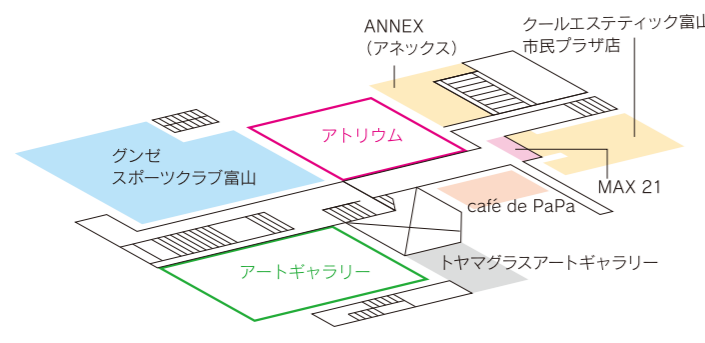 ANNEX
（アネックス）
クールエステティック富山
市民プラザ店
アトリウム
グンゼ
スポーツクラブ富山
MAX 21
café de PaPa
トヤマグラスアートギャラリー
アートギャラリー